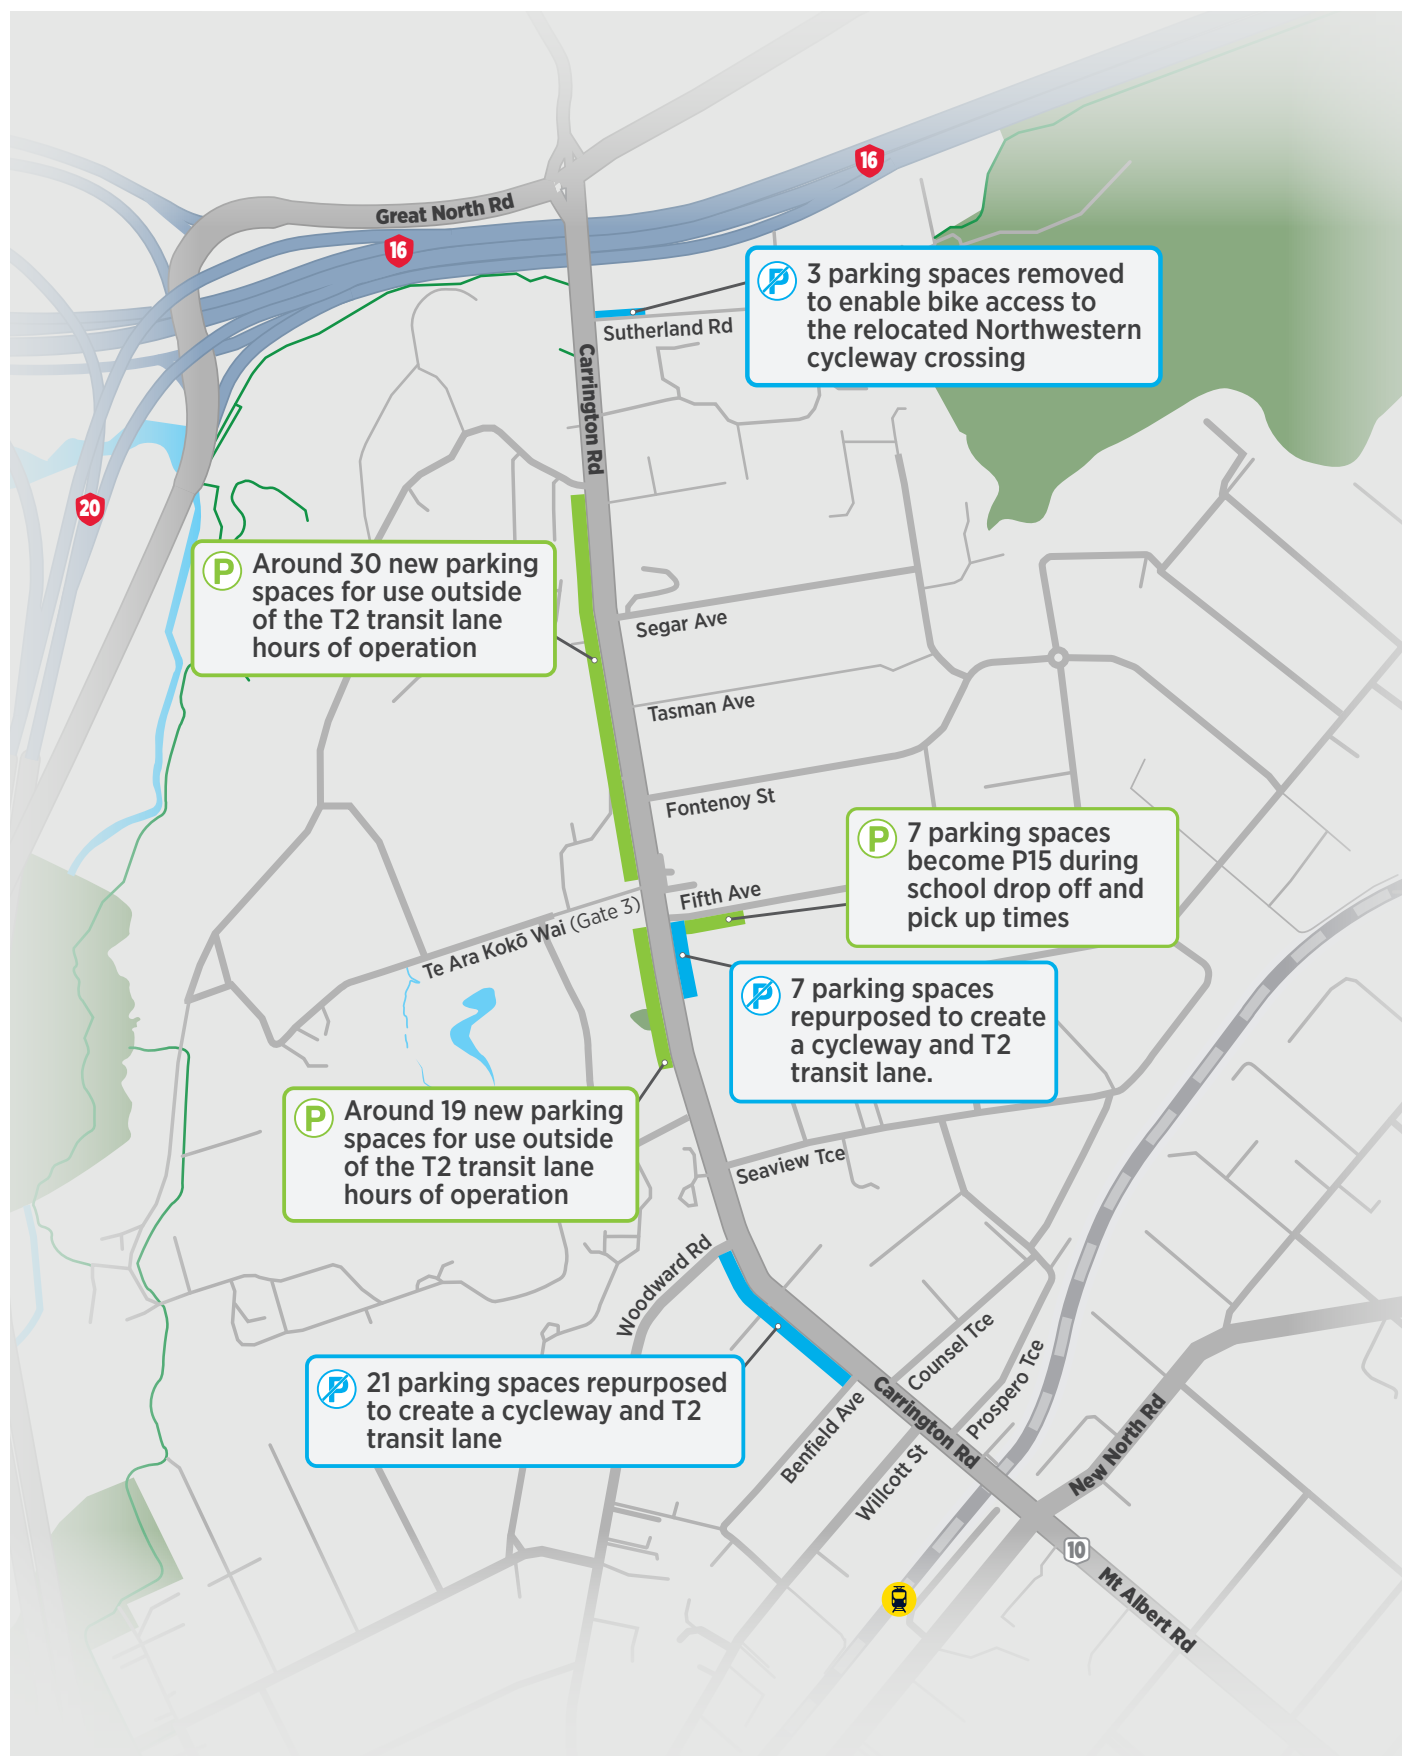 16
Great North Rd
16
P
3 parking spaces removed
to enable bike access to
the relocated Northwestern
cycleway crossing
Sutherland Rd
Carrington Rd
20
P
Around 30 new parking
spaces for use outside
of the T2 transit lane
hours of operation
Segar Ave
Tasman Ave
Fontenoy St
P
7 parking spaces
become P15 during
school drop off and
pick up times
Fifth Ave
Te Ara Kokō Wai (Gate 3)
P
7 parking spaces
repurposed to create
a cycleway and T2
transit lane.
P
Around 19 new parking
spaces for use outside
of the T2 transit lane
hours of operation
Seaview Tce
Woodward Rd
P
21 parking spaces repurposed
to create a cycleway and T2
transit lane
Counsel Tce
Prospero Tce
Carrington Rd
Benfield Ave
Willcott St
New North Rd
10
Mt Albert Rd